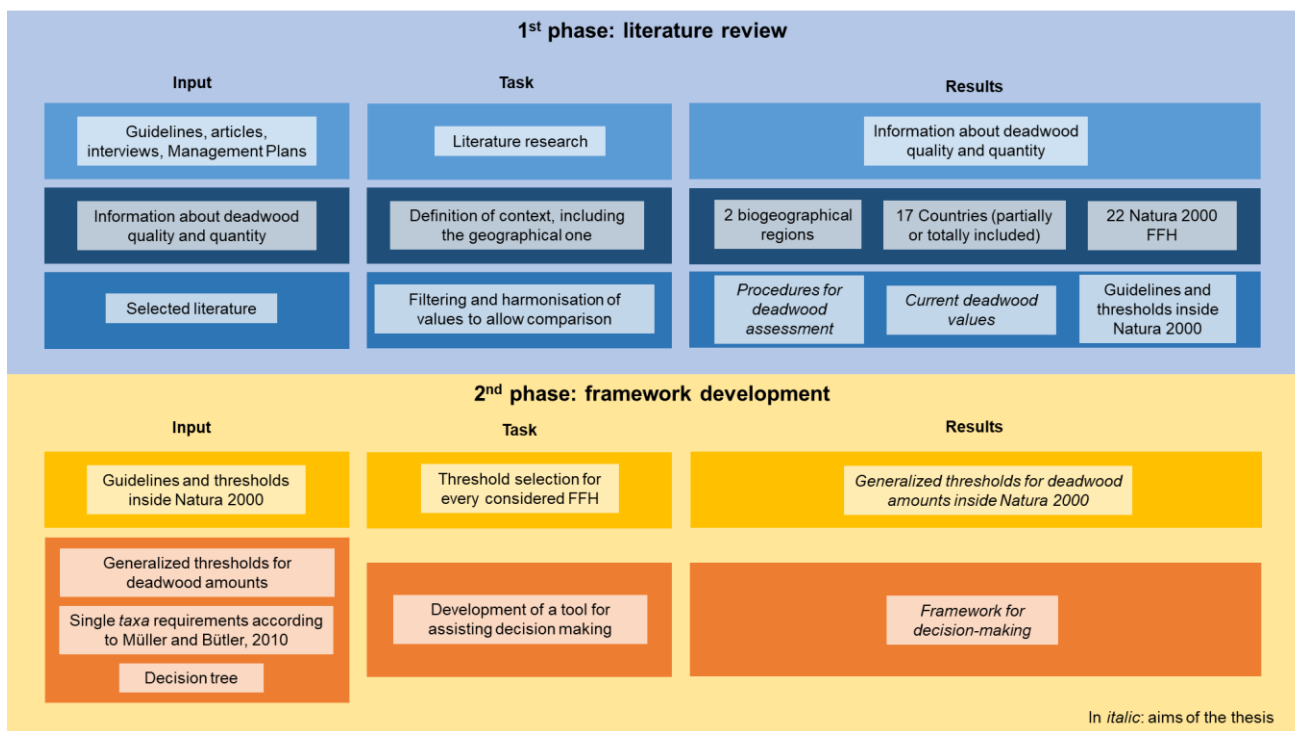 1st phase: literature review
Input
Task
Results
Guidelines, articles,
interviews, Management Plans
Literature research
Information about deadwood
quality and quantity
Information about deadwood
quality and quantity
Definition of context, including
the geographical one
2 biogeographical
regions
17 Countries (partially
or totally included)
22 Natura 2000
FFH
Selected literature
Filtering and harmonisation of
values to allow comparison
Procedures for
deadwood
assessment
Current deadwood
values
Guidelines and
thresholds inside
Natura 2000
2nd phase: framework development
Input
Task
Results
Guidelines and thresholds
inside Natura 2000
Threshold selection for
every considered FFH
Generalized thresholds for deadwood
amounts inside Natura 2000
Generalized thresholds for
deadwood amounts
Single taxa requirements according
to Müller and Bütler, 2010
Decision tree
Development of a tool for
assisting decision making
Framework for
decision-making
In italic: aims of the thesis